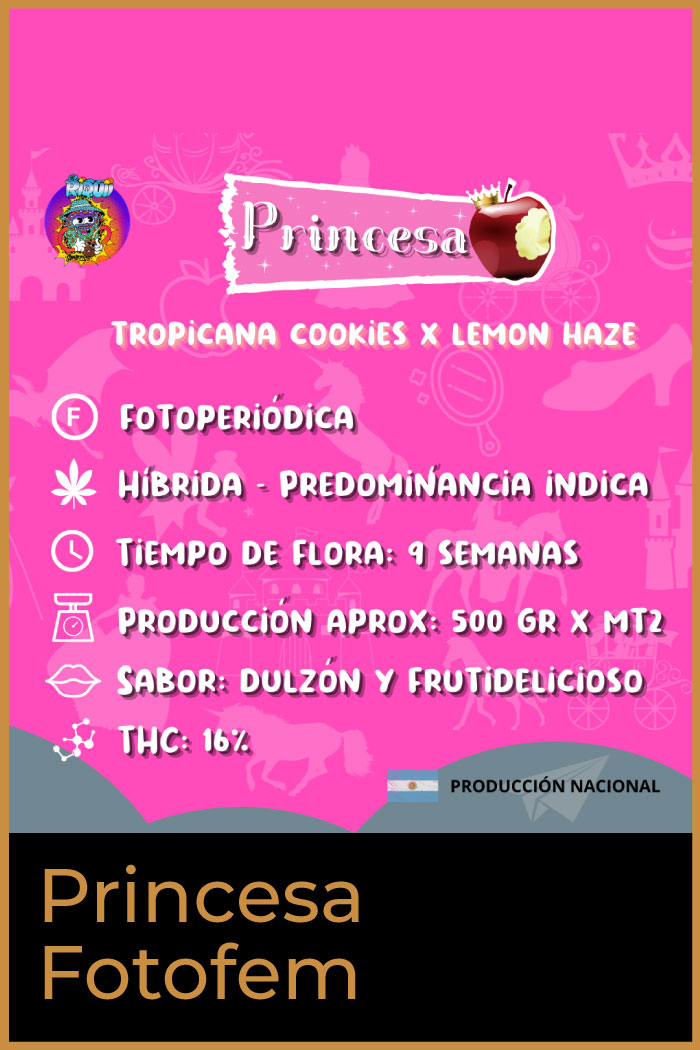 RIQUI
Princesa
TROPICANA COOKIES X LEMON HAZE
F
FOTOPERIÓDICA
HÍBRIDA - PREDOMINANCIA INDICA
TIEMPO DE FLORA: 9 SEMANAS
PRODUCCIÓN APROX: 500 GR X MT2
SABOR: DULZÓN Y FRUTIDELICIOSO
THC: 16%
PRODUCCIÓN NACIONAL
Princesa
Fotofem